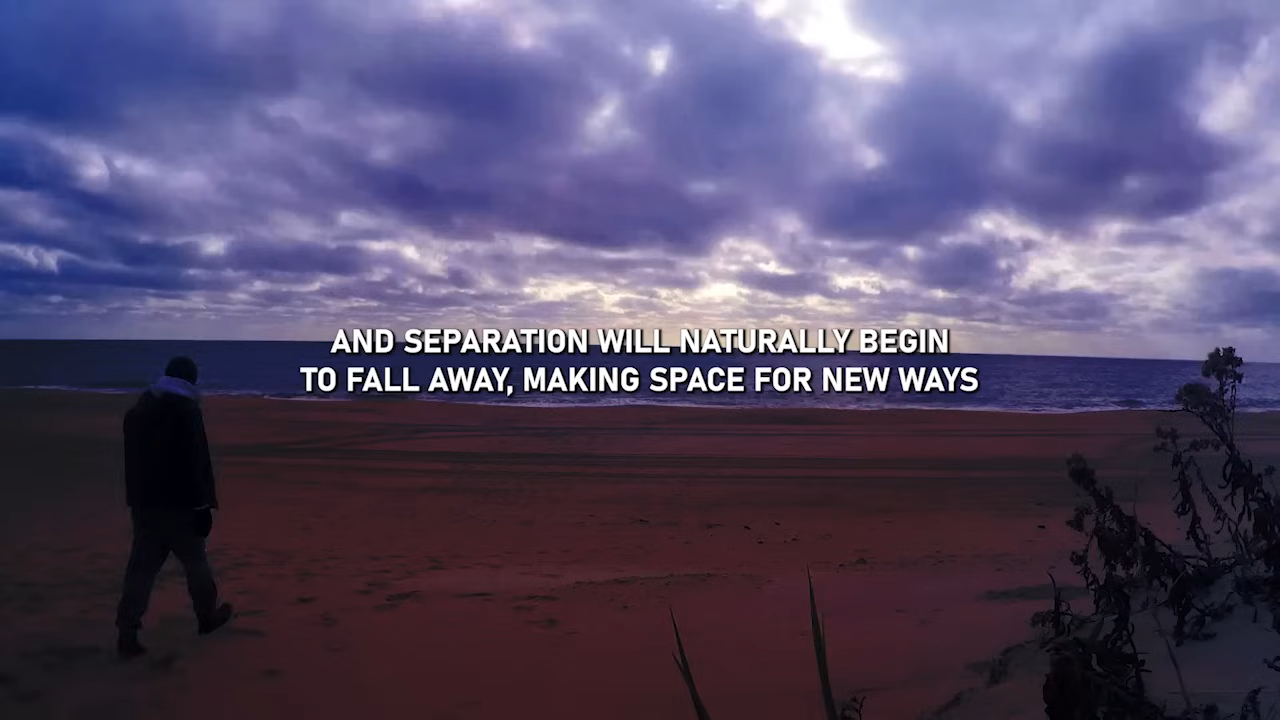 AND SEPARATION WILL NATURALLY BEGIN
TO FALL AWAY, MAKING SPACE FOR NEW WAYS